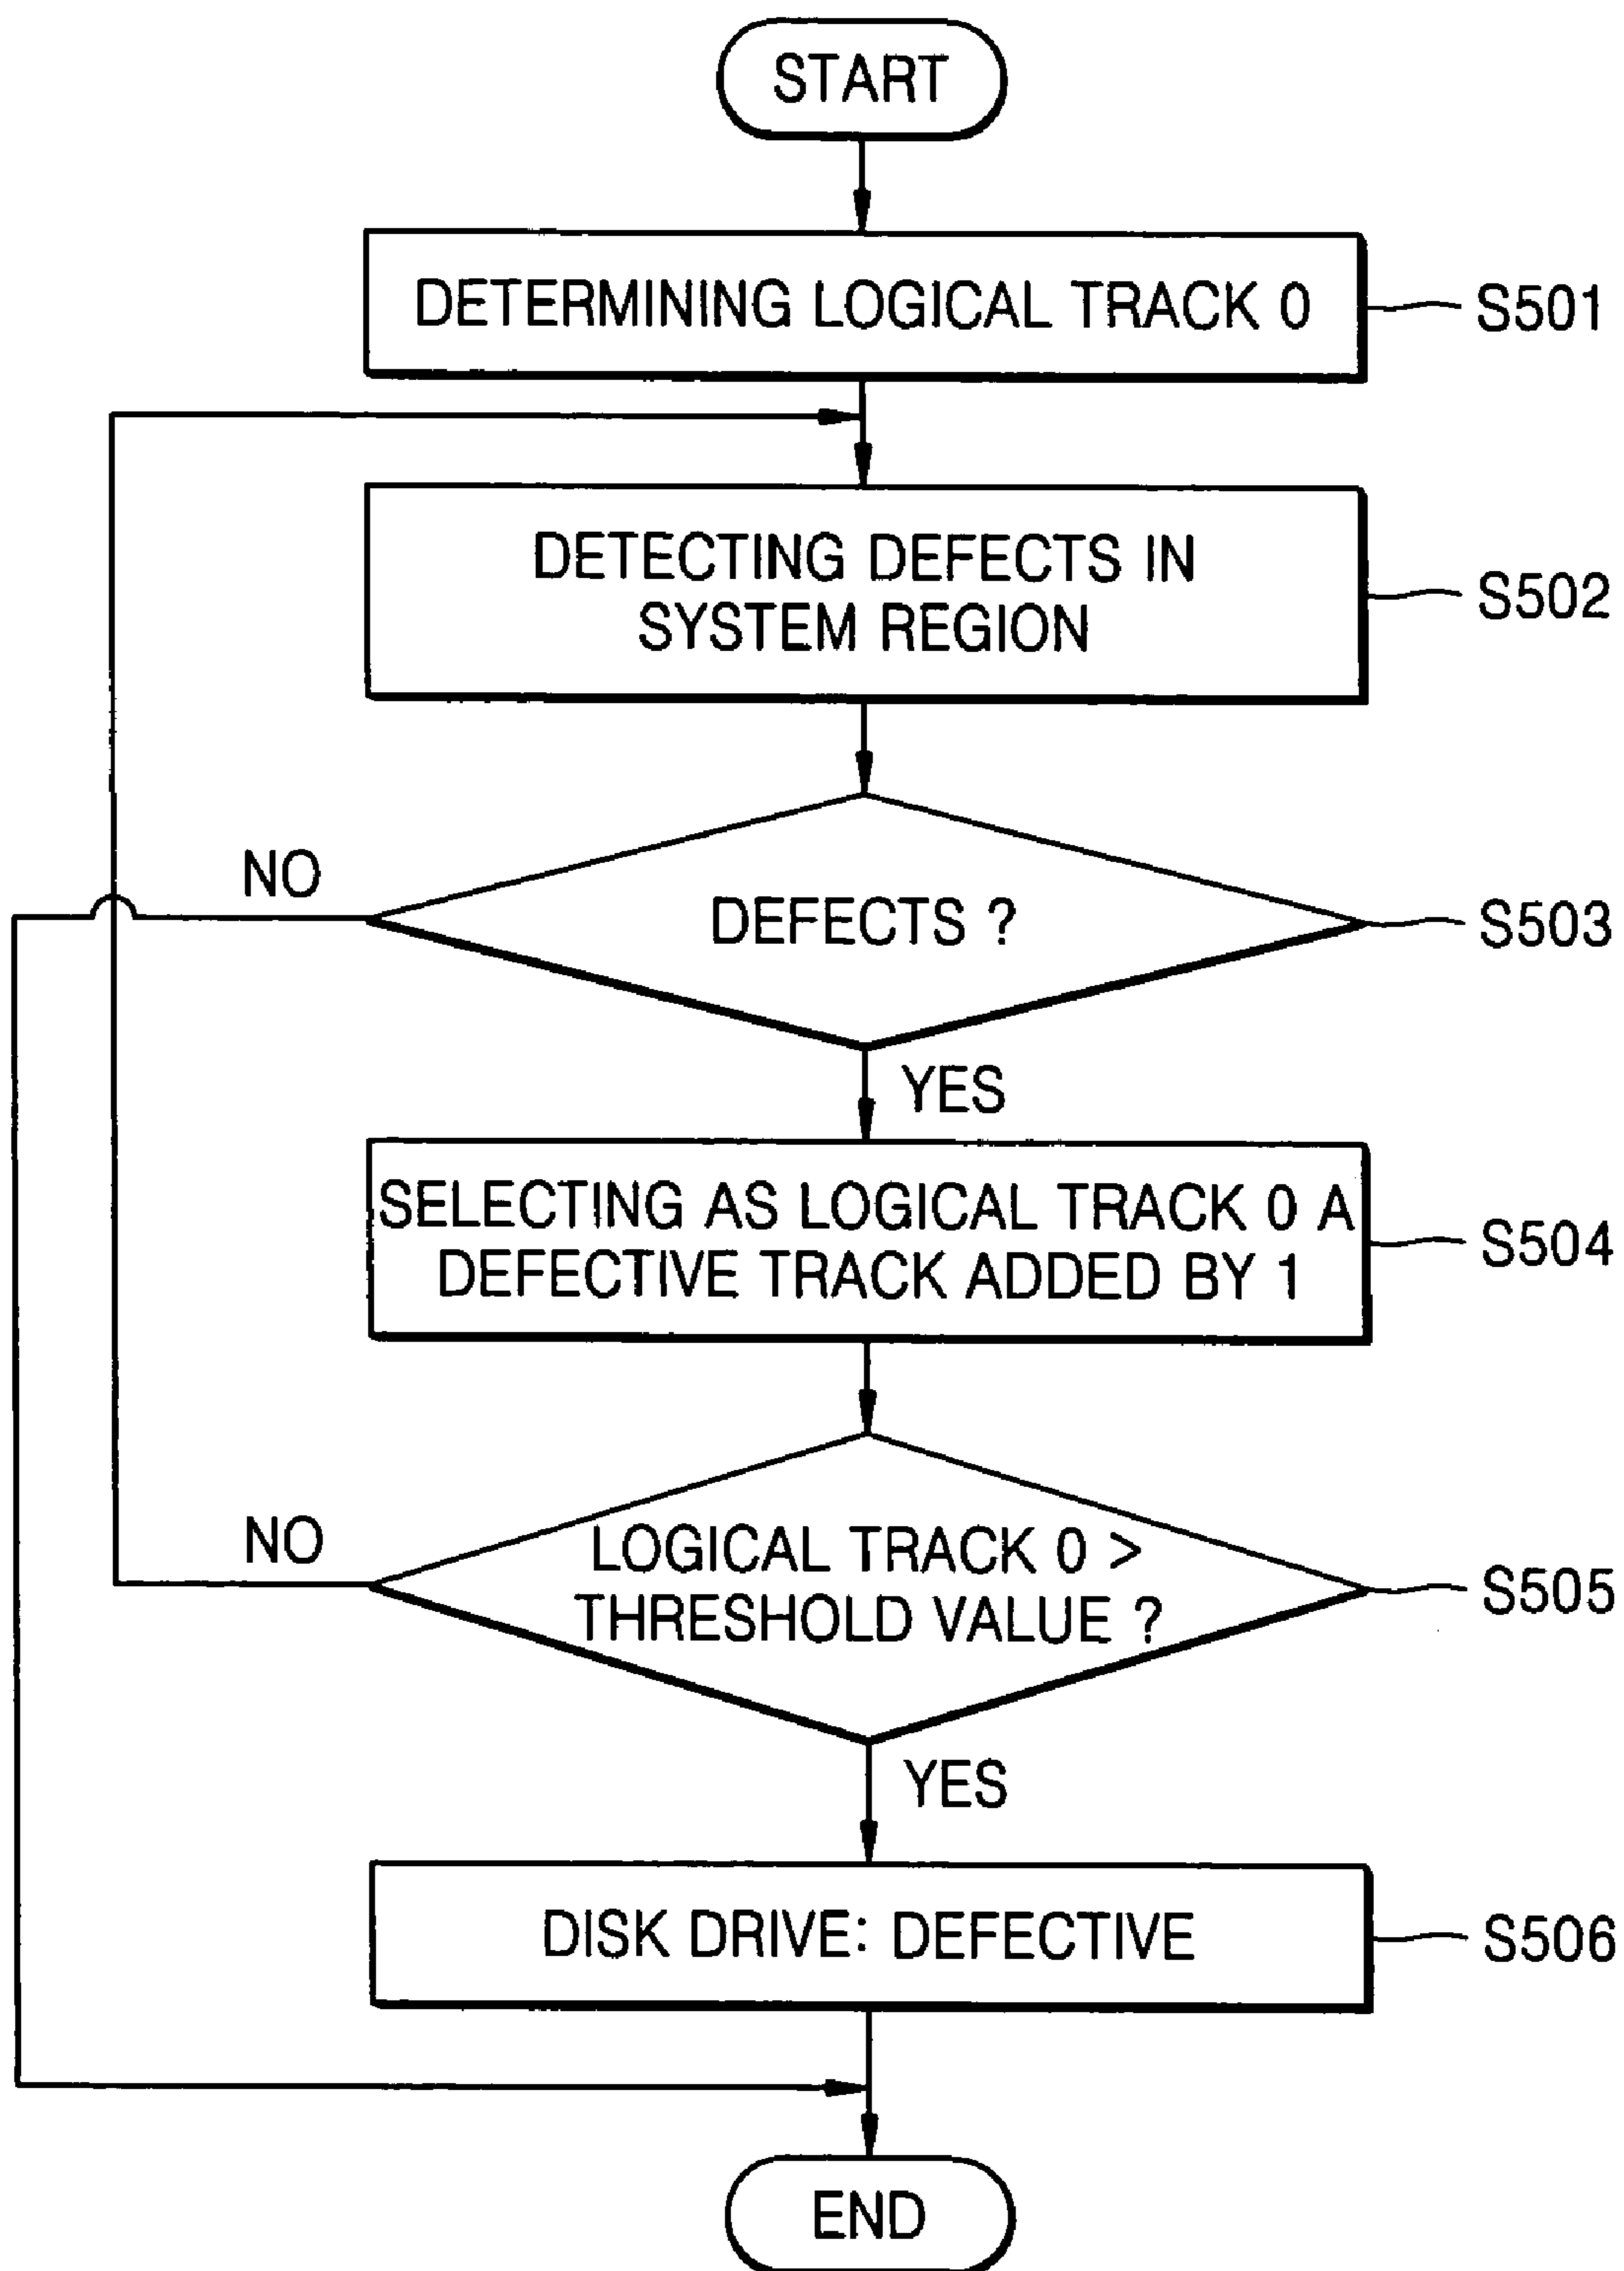 START
DETERMINING LOGICAL TRACK 0
S501
DETECTING DEFECTS IN
SYSTEM REGION
S502
NO
DEFECTS ?
S503
YES
SELECTING AS LOGICAL TRACK 0 A
DEFECTIVE TRACK ADDED BY 1
S504
NO
LOGICAL TRACK 0 >
THRESHOLD VALUE ?
S505
YES
DISK DRIVE: DEFECTIVE
S506
END